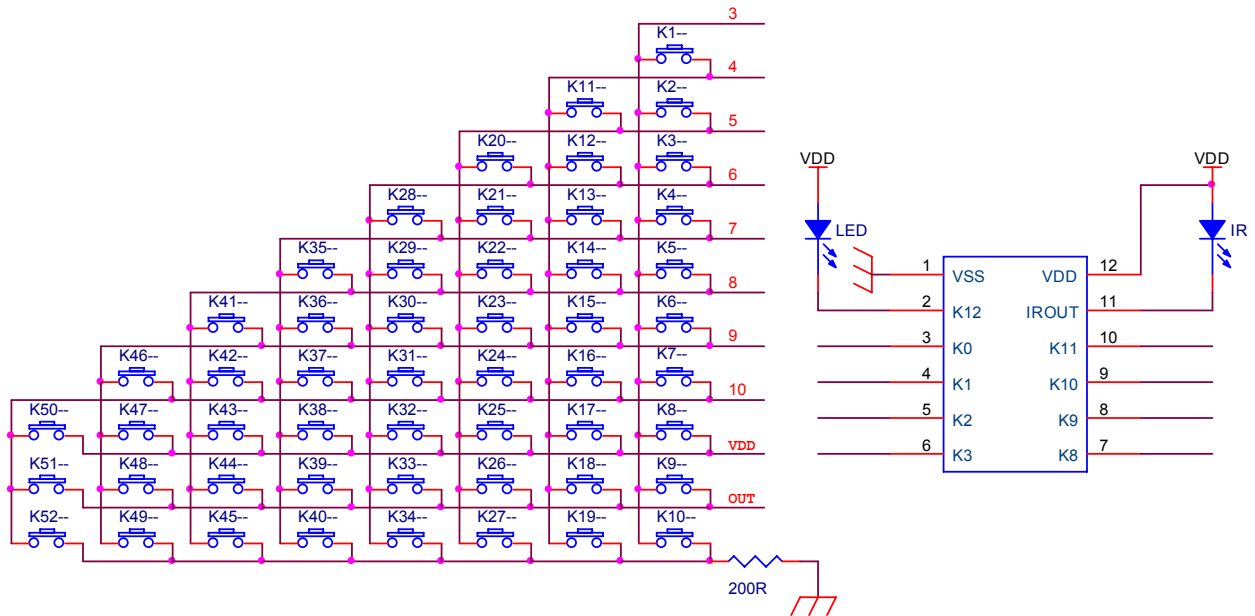 3
K1--
4
K11-- K2--
5
K20-- K12-- K3--
6
K28-- K21-- K13-- K4--
7
K35-- K29-- K22-- K14-- K5--
8
K41-- K36-- K30-- K23-- K15-- K6--
9
K46-- K42-- K37-- K31-- K24-- K16-- K7--
10
K50-- K47-- K43-- K38-- K32-- K25-- K17-- K8--
VDD
K51-- K48-- K44-- K39-- K33-- K26-- K18-- K9--
OUT
K52-- K49-- K45-- K40-- K34-- K27-- K19-- K10--
200R
VDD VDD
LED IR
1 VSS VDD 12
2 K12 IROUT 11
3 K0 K11 10
4 K1 K10 9
5 K2 K9 8
6 K3 K8 7